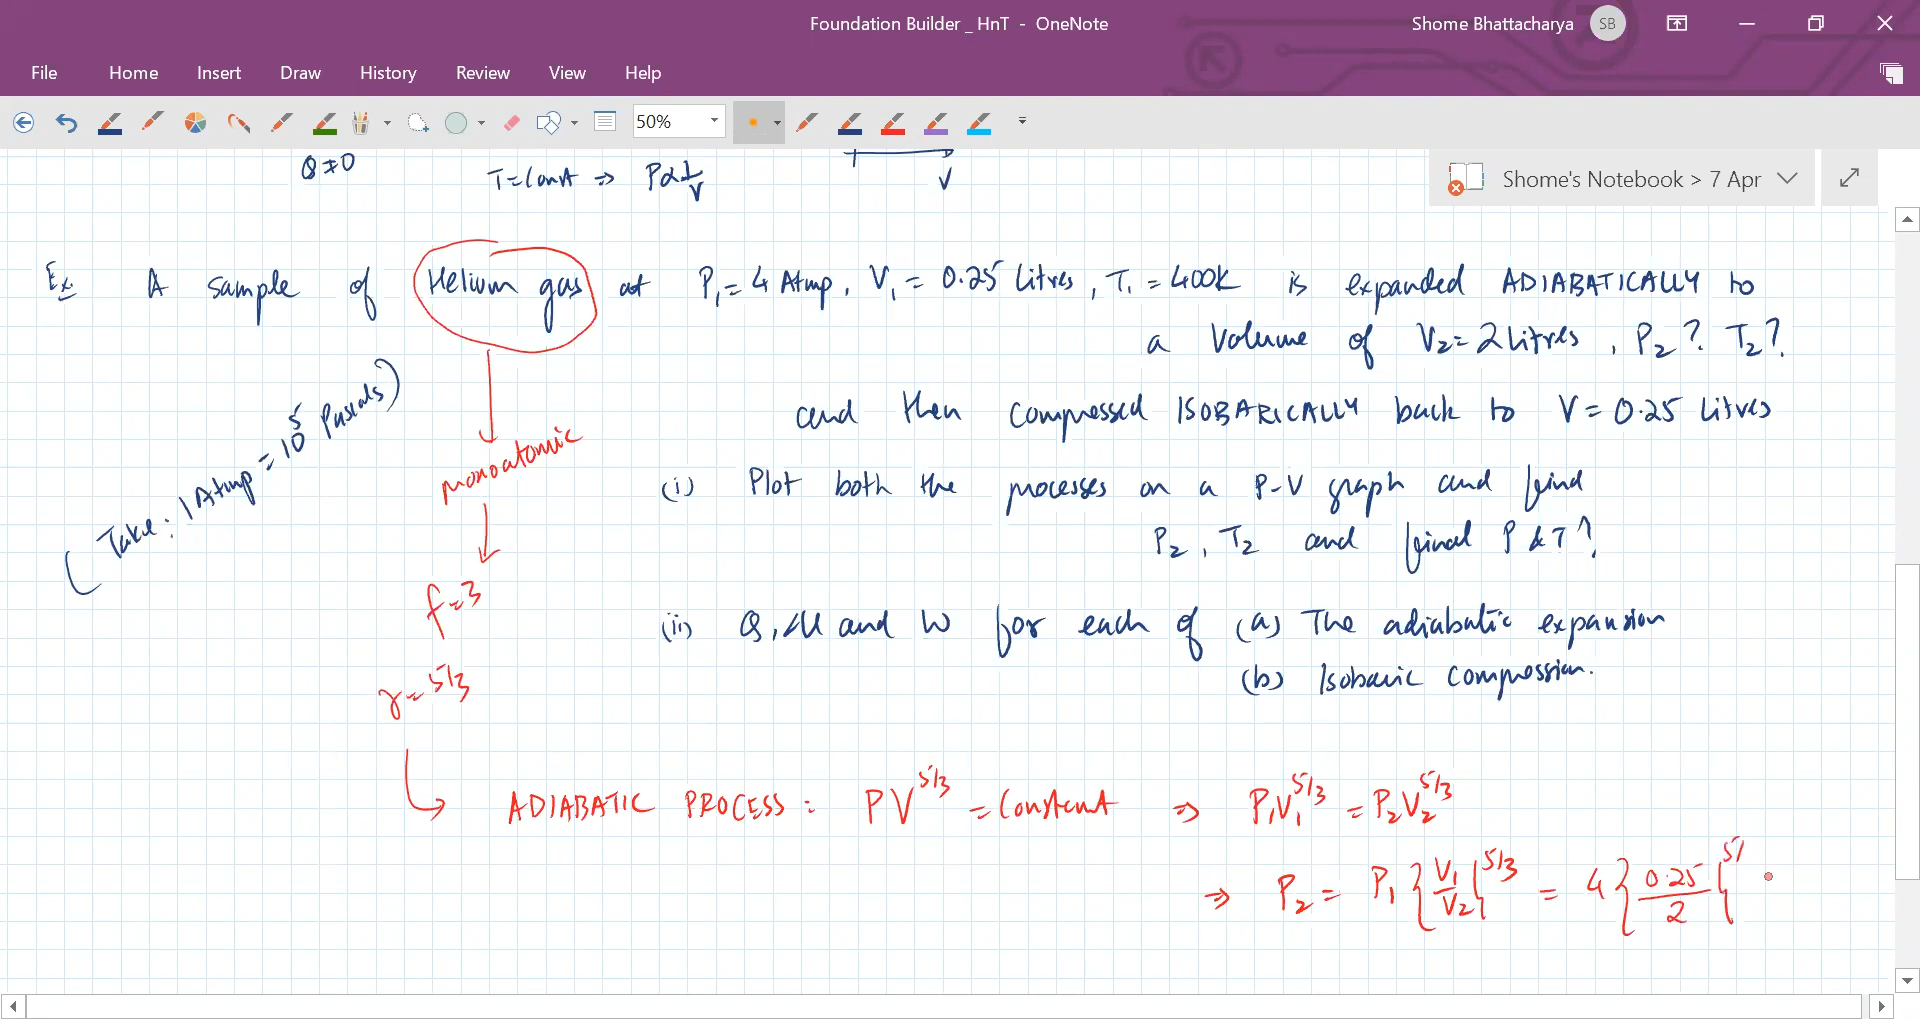 Foundation Builder _ HnT - OneNote
Shome Bhattacharya SB
File Home Insert Draw History Review View Help
50%
Shome's Notebook > 7 Apr
Q≠0
T=Const ⇒ P∝1/V
V
Ex A sample of Helium gas at P₁ = 4 Atmp, V₁ = 0.25 Litres, T₁ = 400K is expanded ADIABATICALLY to
a Volume of V₂ = 2 Litres, P₂? T₂?
and then compressed ISOBARICALLY back to V = 0.25 Litres
(Take: 1 Atmp = 10⁵ Pascals)
monoatomic
f=3
γ = 5/3
(i) Plot both the processes on a P-V graph and find
P₂, T₂ and final P & T?
(ii) Q, ΔU and W for each of (a) The adiabatic expansion
(b) Isobaric compression.
ADIABATIC PROCESS: PV^5/3 = Constant ⇒ P₁V₁^5/3 = P₂V₂^5/3
⇒ P₂ = P₁ {V₁/V₂}^5/3 = 4 {0.25/2}^5/